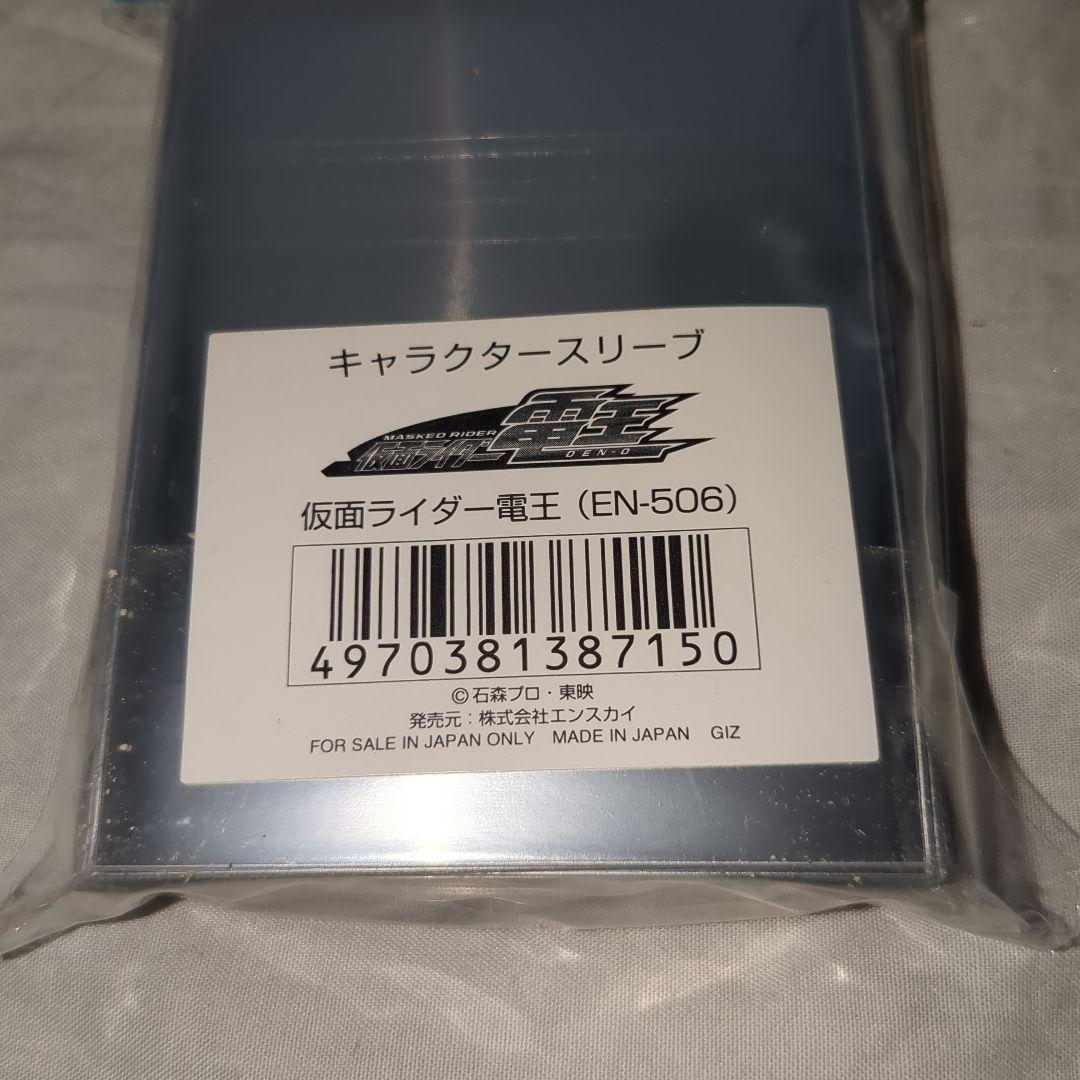 キャラクタースリーブ
MASKED RIDER
仮面ライダー電王
DEN-O
仮面ライダー電王（EN-506）
4970381387150
©石森プロ・東映
発売元：株式会社エンスカイ
FOR SALE IN JAPAN ONLY MADE IN JAPAN GIZ